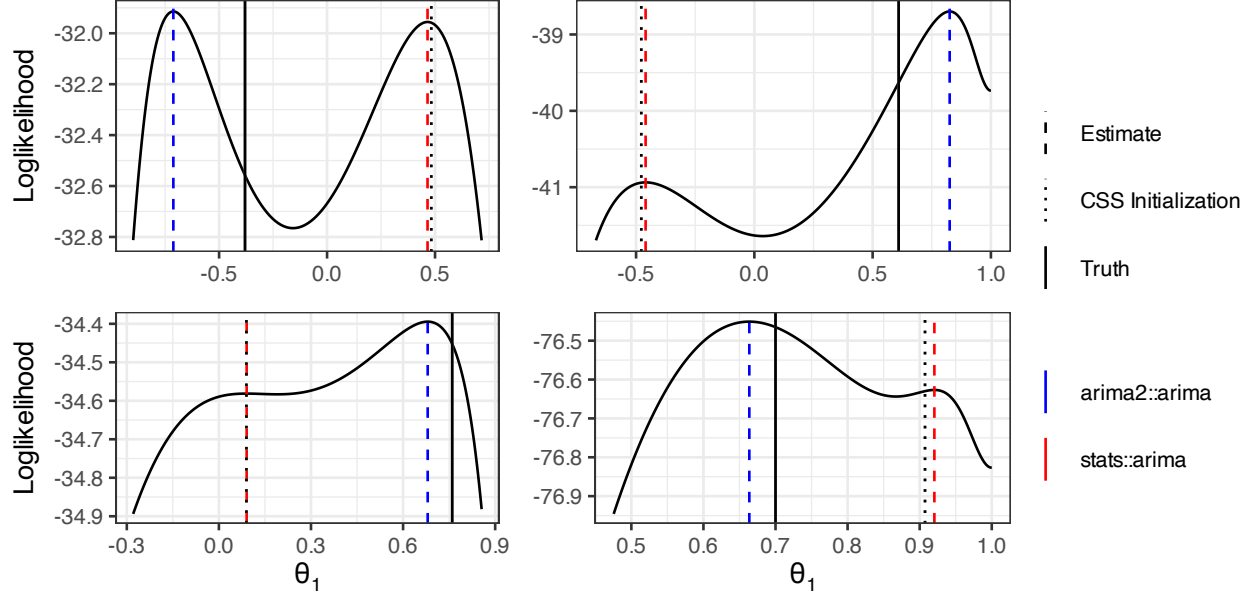 Loglikelihood
-32.0
-32.2
-32.4
-32.6
-32.8
-0.5 0.0 0.5
-39
-40
-41
-0.5 0.0 0.5 1.0
Loglikelihood
-34.4
-34.5
-34.6
-34.7
-34.8
-34.9
-0.3 0.0 0.3 0.6 0.9
θ1
-76.5
-76.6
-76.7
-76.8
-76.9
0.5 0.6 0.7 0.8 0.9 1.0
θ1
Estimate
CSS Initialization
Truth
arima2::arima
stats::arima